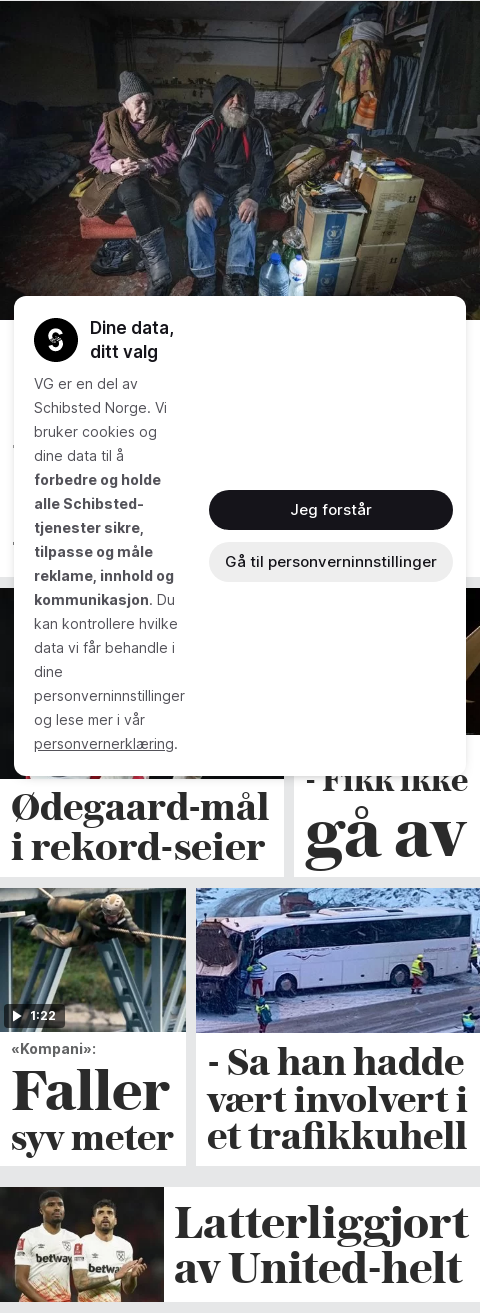 Dine data,
ditt valg
VG er en del av
Schibsted Norge. Vi
bruker cookies og
dine data til å
forbedre og holde
alle Schibsted-
tjenester sikre,
tilpasse og måle
reklame, innhold og
kommunikasjon. Du
kan kontrollere hvilke
data vi får behandle i
dine
personverninnstillinger
og lese mer i vår
personvernerklæring.
Jeg forstår
Gå til personverninnstillinger
Ødegaard-mål
i rekord-seier
- Fikk ikke
gå av
1:22
«Kompani»:
Faller
syv meter
- Sa han hadde
vært involvert i
et trafikkuhell
betway
betway
Latterliggjort
av United-helt